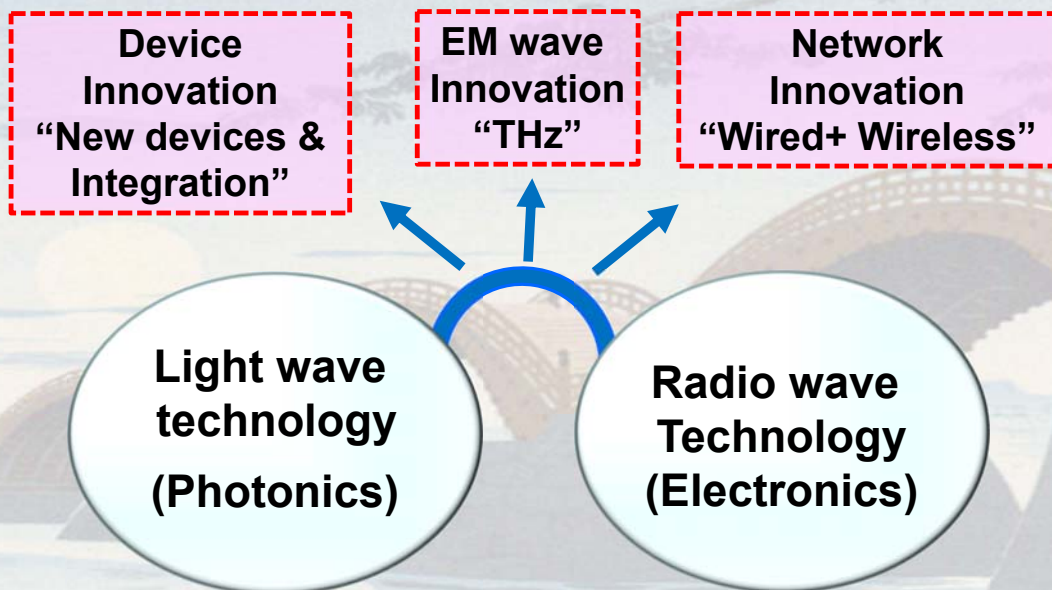 Device
Innovation
“New devices &
Integration”
EM wave
Innovation
“THz”
Network
Innovation
“Wired+ Wireless”
Light wave
technology
(Photonics)
Radio wave
Technology
(Electronics)